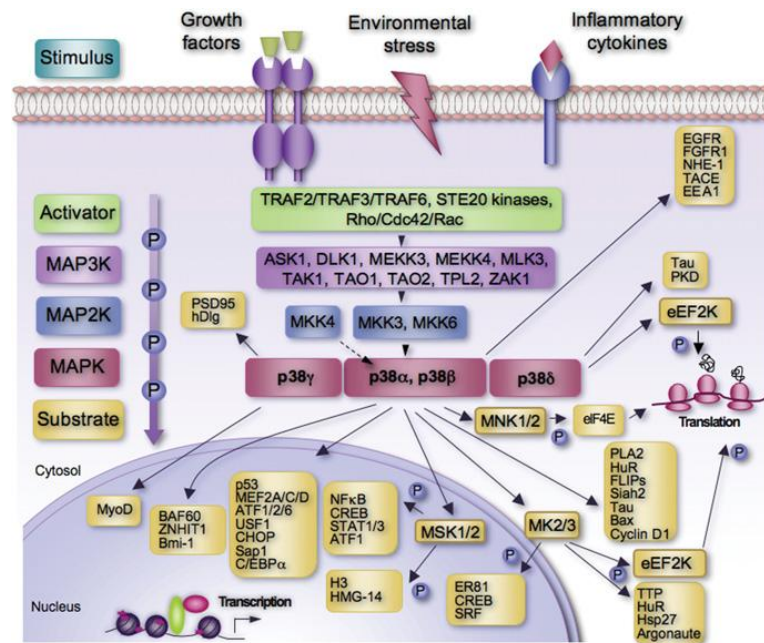 Growth
factors
Environmental
stress
Inflammatory
cytokines
Stimulus
EGFR
FGFR1
NHE-1
TACE
EEA1
Activator
P
TRAF2/TRAF3/TRAF6, STE20 kinases,
Rho/Cdc42/Rac
MAP3K
P
ASK1, DLK1, MEKK3, MEKK4, MLK3,
TAK1, TAO1, TAO2, TPL2, ZAK1
Tau
PKD
MAP2K
P
PSD95
hDlg
MKK4
MKK3, MKK6
eEF2K
P
MAPK
P
p38γ
p38α, p38β
p38δ
Substrate
MNK1/2
P
eIF4E
Translation
Cytosol
PLA2
HuR
FLIPs
Siah2
Tau
Bax
Cyclin D1
P
MyoD
BAF60
ZNHIT1
Bmi-1
p53
MEF2A/C/D
ATF1/2/6
USF1
CHOP
Sap1
C/EBPα
NFκB
CREB
STAT1/3
ATF1
P
MSK1/2
MK2/3
P
P
eEF2K
H3
HMG-14
P
ER81
CREB
SRF
TTP
HuR
Hsp27
Argonaute
Nucleus
Transcription